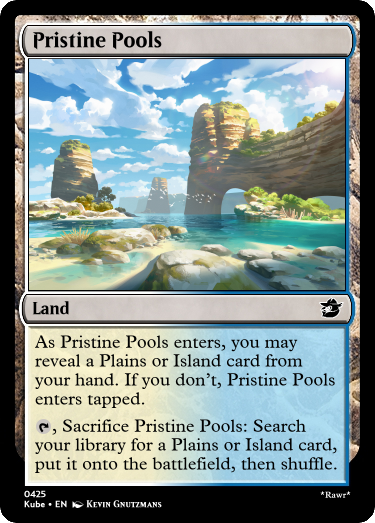 Pristine Pools
Land
As Pristine Pools enters, you may
reveal a Plains or Island card from
your hand. If you don't, Pristine Pools
enters tapped.
, Sacrifice Pristine Pools: Search
your library for a Plains or Island card,
put it onto the battlefield, then shuffle.
0425
*Rawr*
Kube • EN Kevin Gnutzmans